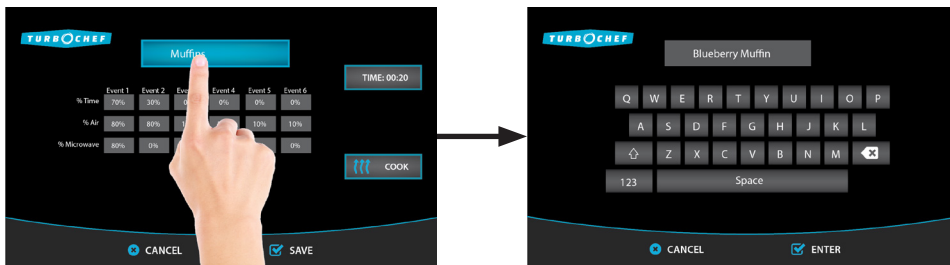 TURBOCHEF
Muffins
TIME: 00:20
Event 1 Event 2 Event 4 Event 5 Event 6
% Time 70% 30% 0% 0% 0%
% Air 80% 80% 10% 10%
% Microwave 80% 0% 0%
COOK
CANCEL SAVE
TURBOCHEF
Blueberry Muffin
Q W E R T Y U I O P
A S D F G H J K L
Z X C V B N M
123 Space
CANCEL ENTER